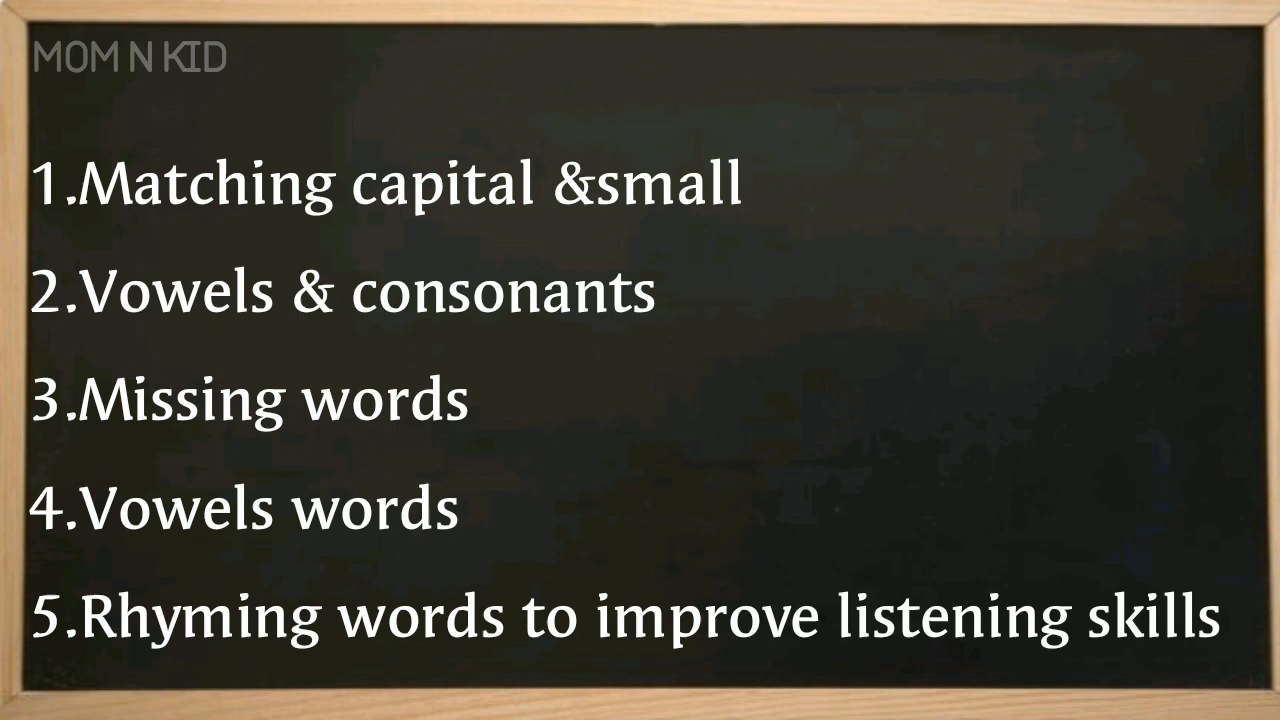 MOM N KID
1.Matching capital &small
2.Vowels & consonants
3.Missing words
4.Vowels words
5.Rhyming words to improve listening skills